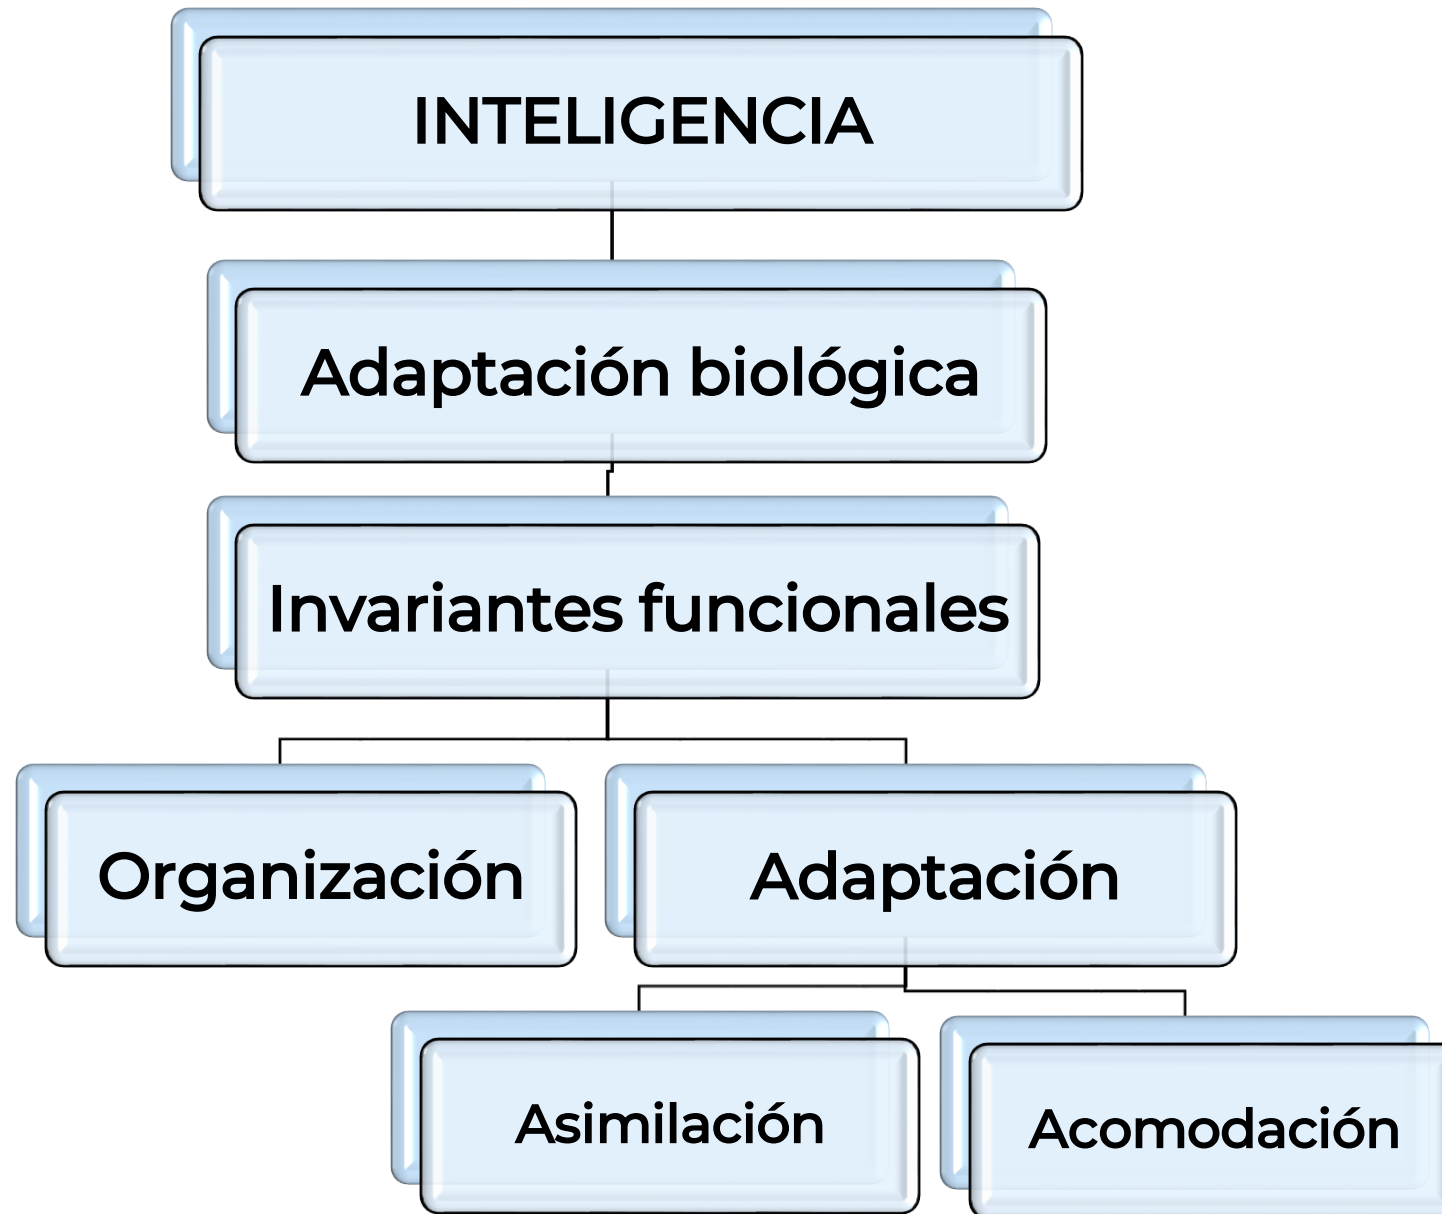 INTELIGENCIA
Adaptación biológica
Invariantes funcionales
Organización
Adaptación
Asimilación
Acomodación